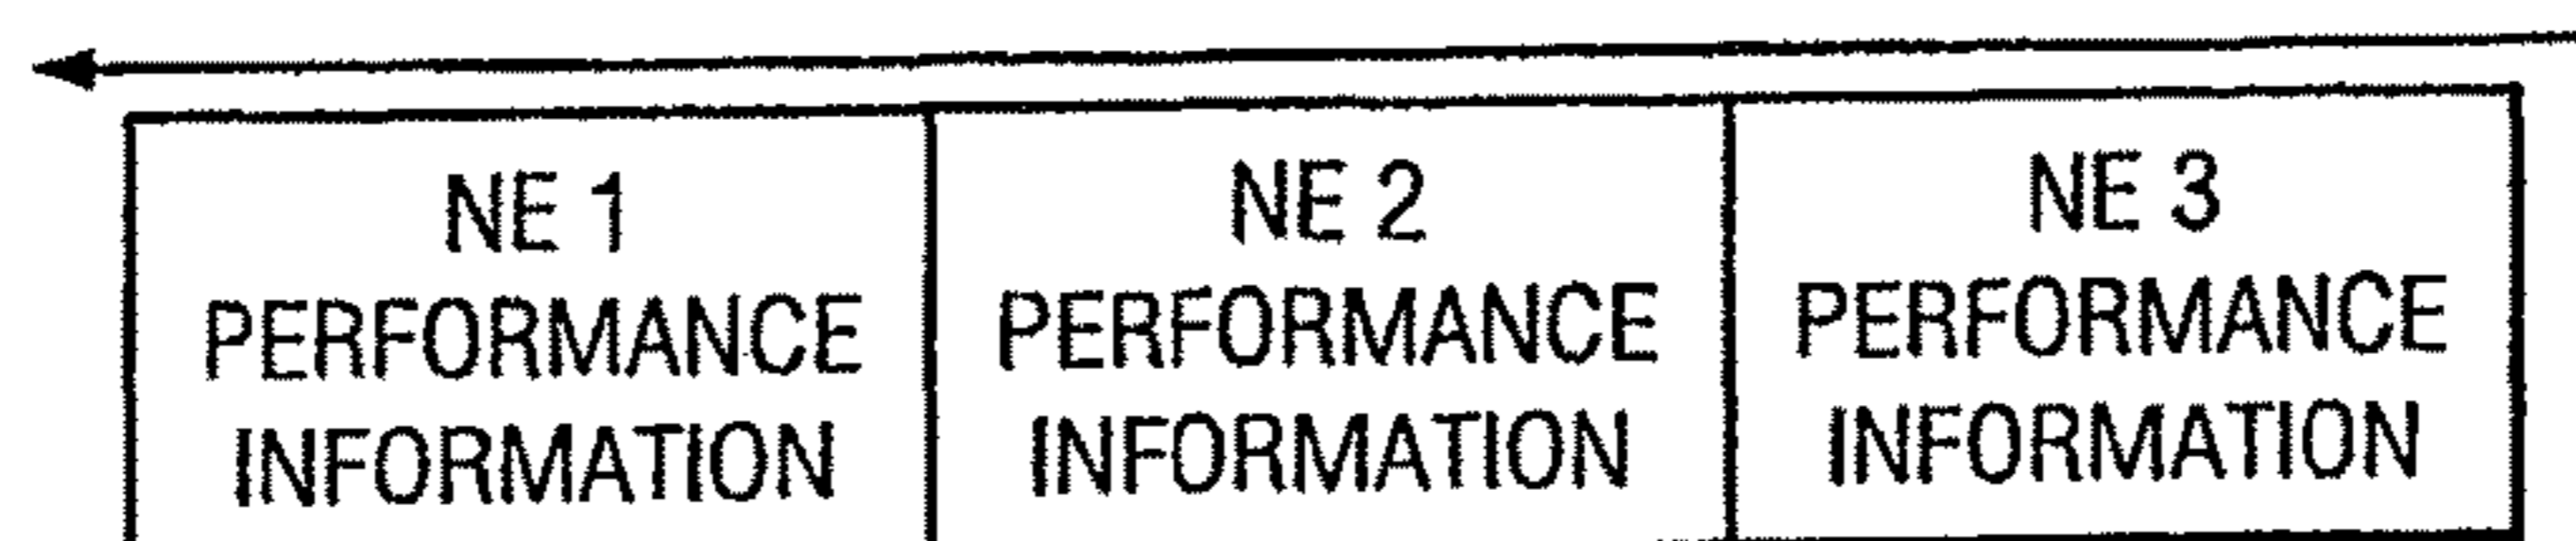 NE 1
PERFORMANCE
INFORMATION
NE 2
PERFORMANCE
INFORMATION
NE 3
PERFORMANCE
INFORMATION